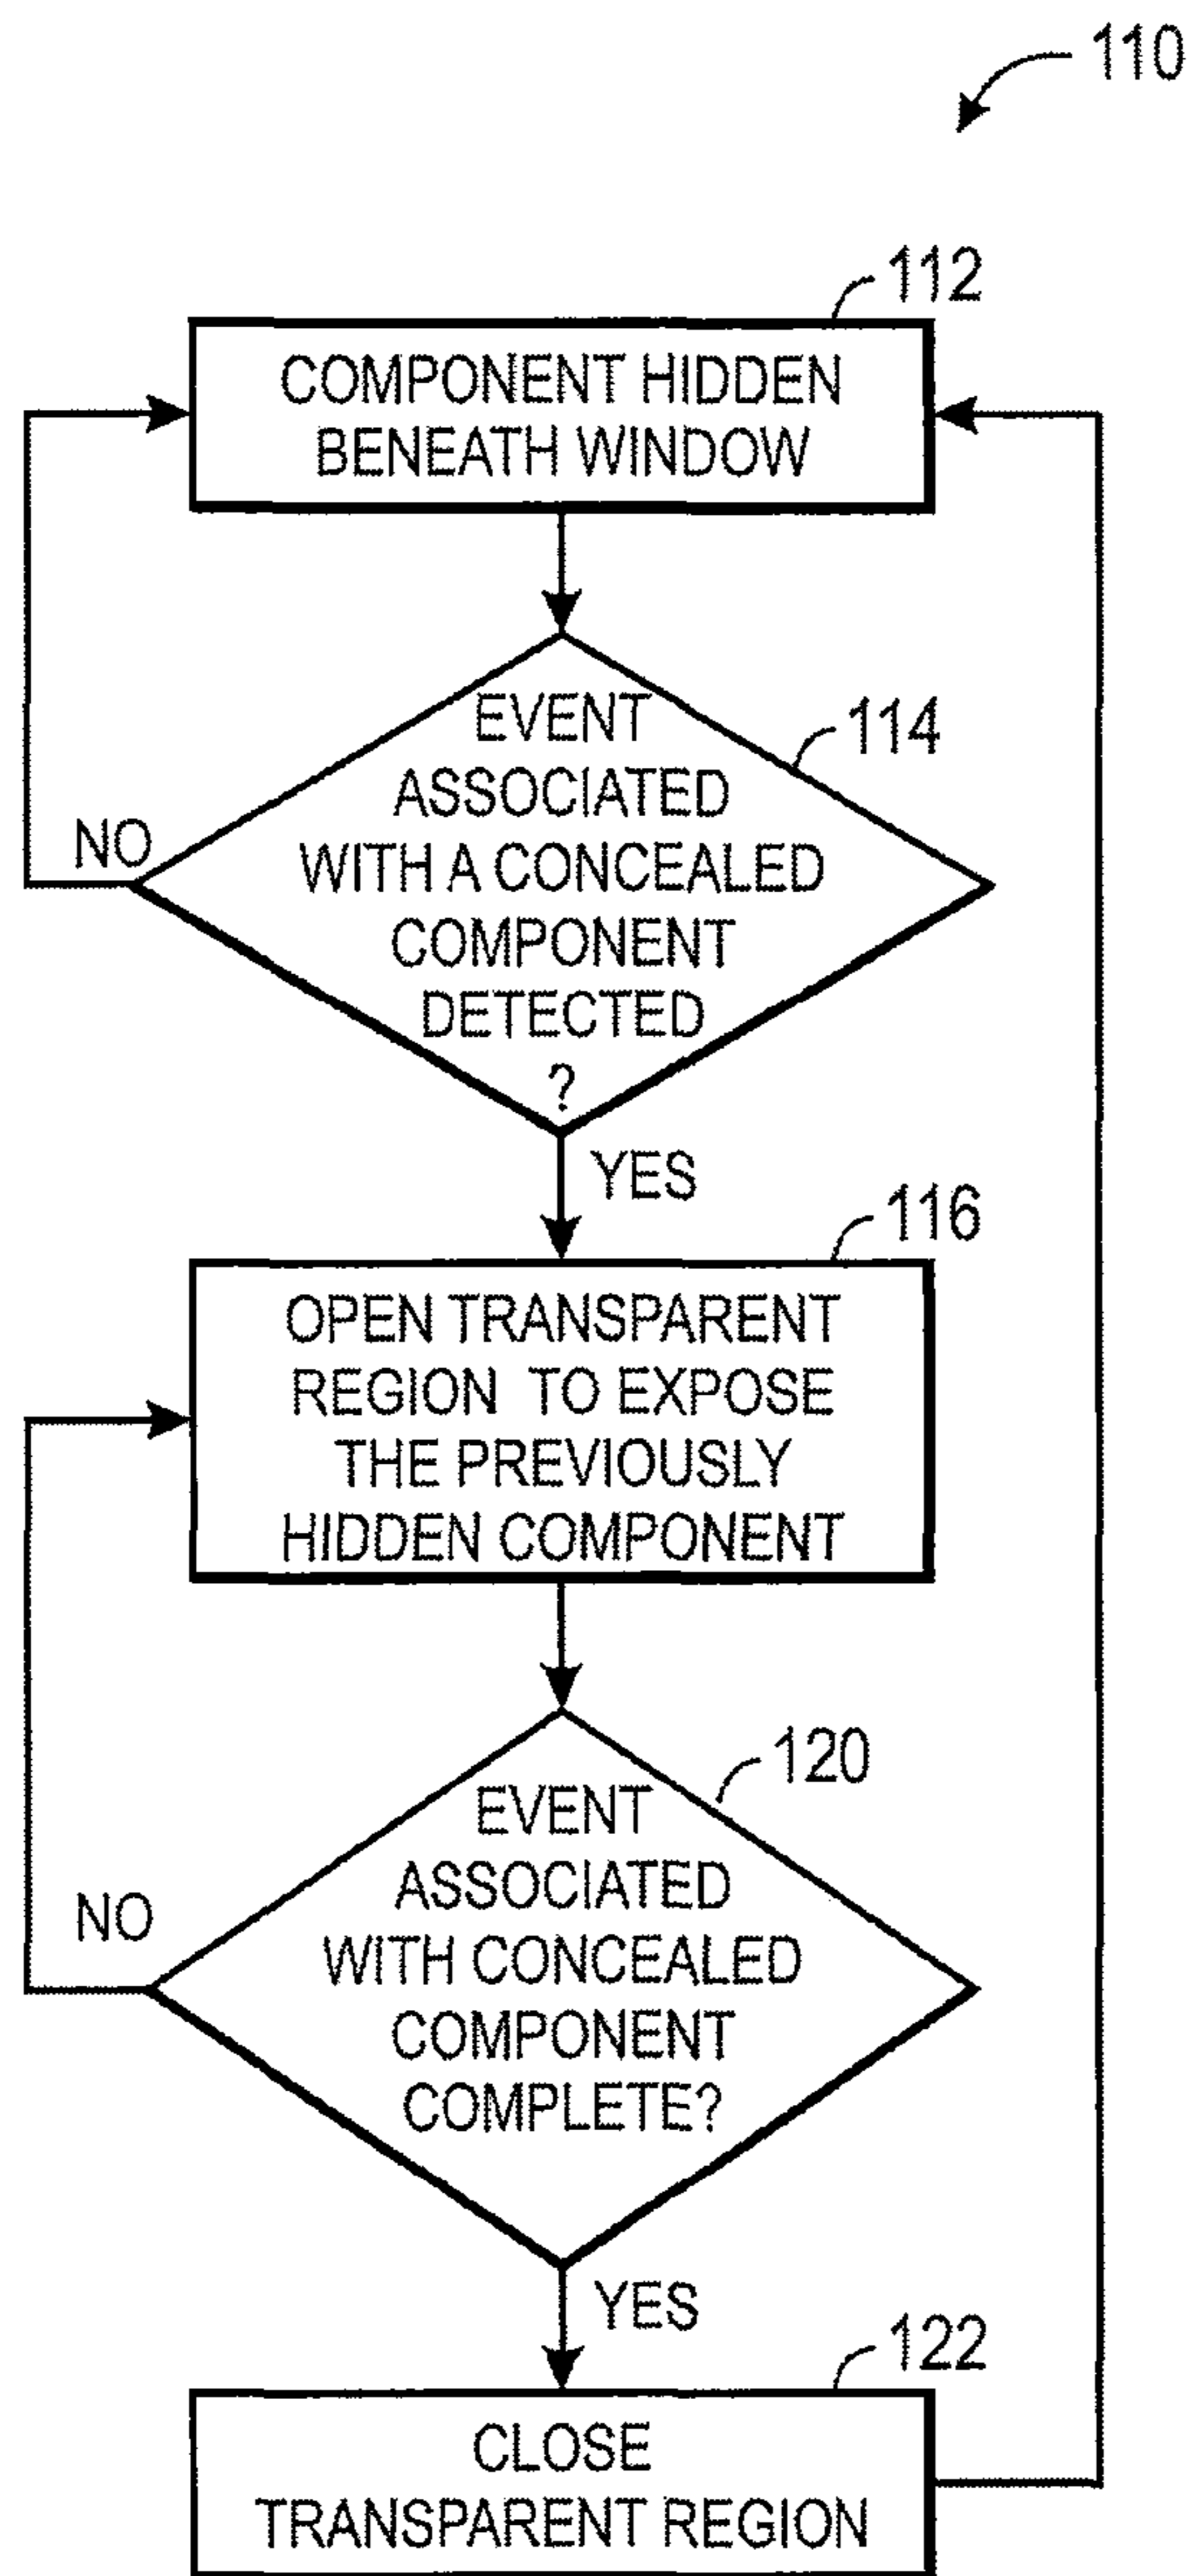 110
112
COMPONENT HIDDEN
BENEATH WINDOW
114
EVENT
ASSOCIATED
WITH A CONCEALED
COMPONENT
DETECTED
?
NO
YES
116
OPEN TRANSPARENT
REGION TO EXPOSE
THE PREVIOUSLY
HIDDEN COMPONENT
120
EVENT
ASSOCIATED
WITH CONCEALED
COMPONENT
COMPLETE?
NO
YES
122
CLOSE
TRANSPARENT REGION